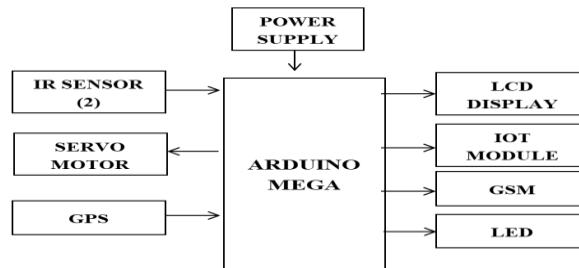 POWER
SUPPLY
IR SENSOR
(2)
SERVO
MOTOR
GPS
ARDUINO
MEGA
LCD
DISPLAY
IOT
MODULE
GSM
LED